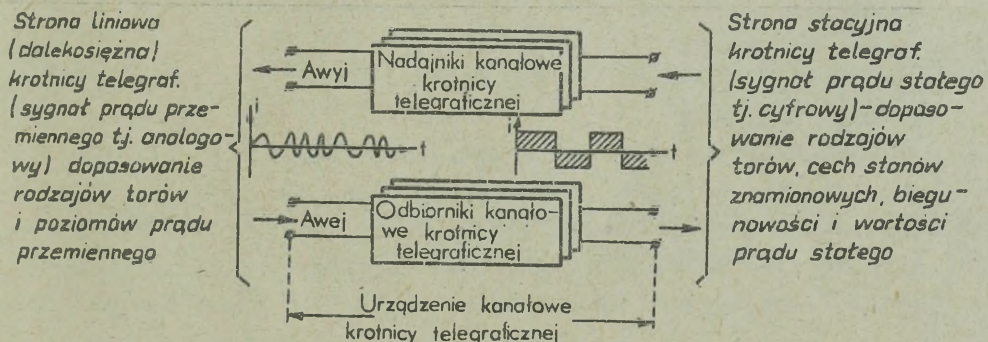 Strona liniowa
(dalekosiężna)
krotnicy telegraf.
(sygnał prądu prze-
miennego tj. analogo-
wy) dopasowanie
rodzajów torów
i poziomów prądu
przemiennego
Awyj
Nadajniki kanałowe
krotnicy
telegraficznej
i
t
i
t
Awej
Odbiorniki kanało-
we krotnicy
telegraficznej
Urządzenie kanałowe
krotnicy telegraficznej
Strona stacyjna
krotnicy telegraf.
(sygnał prądu stałego
tj. cyfrowy)-dopaso-
wanie rodzajów
torów, cech stanów
znamionowych, biegu-
nowości i wartości
prądu stałego